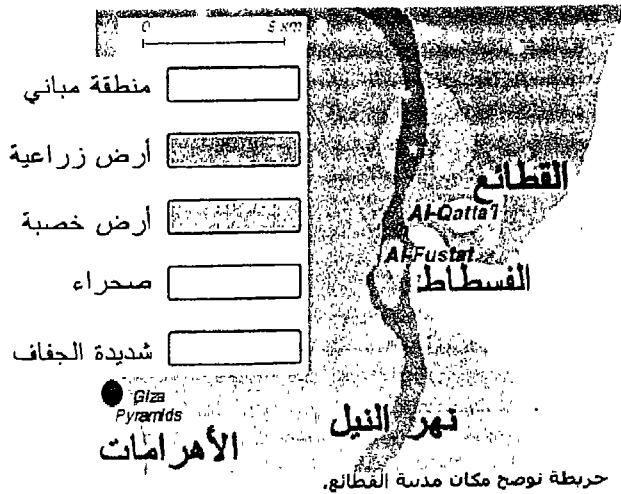 0 5 km
منطقة مباني
أرض زراعية
أرض خصبة
صحراء
شديدة الجفاف
القطائع
Al-Qatta'i
Al-Fustat
الفسطاط
Giza
Pyramids
الأهرامات
نهر النيل
خريطة توضح مكان مدينة القطائع.